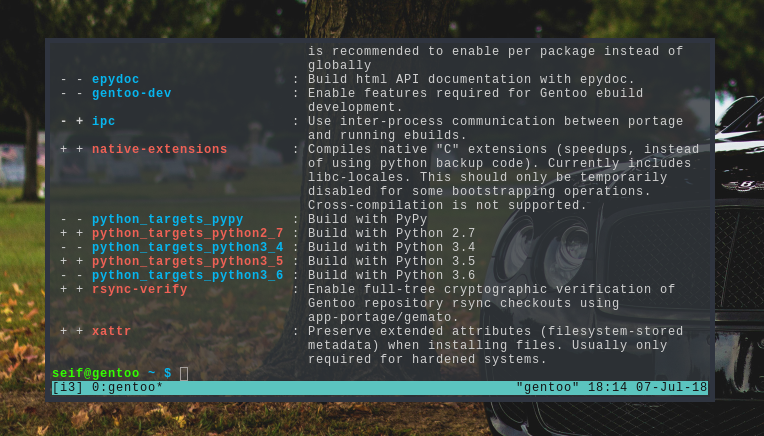 is recommended to enable per package instead of
globally
- - epydoc : Build html API documentation with epydoc.
- - gentoo-dev : Enable features required for Gentoo ebuild
development.
- + ipc : Use inter-process communication between portage
and running ebuilds.
+ + native-extensions : Compiles native "C" extensions (speedups, instead
of using python backup code). Currently includes
libc-locales. This should only be temporarily
disabled for some bootstrapping operations.
Cross-compilation is not supported.
- - python_targets_pypy : Build with PyPy
+ + python_targets_python2_7 : Build with Python 2.7
- - python_targets_python3_4 : Build with Python 3.4
+ + python_targets_python3_5 : Build with Python 3.5
- - python_targets_python3_6 : Build with Python 3.6
+ + rsync-verify : Enable full-tree cryptographic verification of
Gentoo repository rsync checkouts using
app-portage/gemato.
+ + xattr : Preserve extended attributes (filesystem-stored
metadata) when installing files. Usually only
required for hardened systems.
seif@gentoo ~ $
[i3] 0:gentoo* "gentoo" 18:14 07-Jul-18